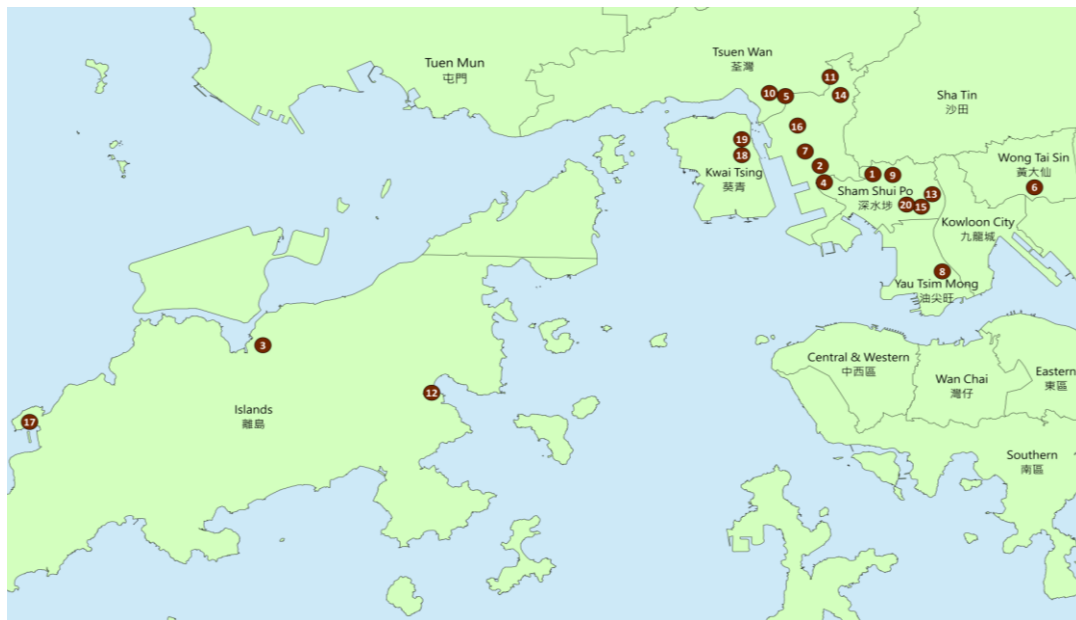 Tsuen Wan
荃灣
Tuen Mun
屯門
11
10
5
14
Sha Tin
沙田
16
19
7
18
Wong Tai Sin
黃大仙
2
Kwai Tsing
葵青
1
9
4
6
Sham Shui Po
深水埗
13
20
15
Kowloon City
九龍城
8
Yau Tsim Mong
油尖旺
3
Central & Western
中西區
Eastern
東區
Wan Chai
灣仔
12
Islands
離島
17
Southern
南區